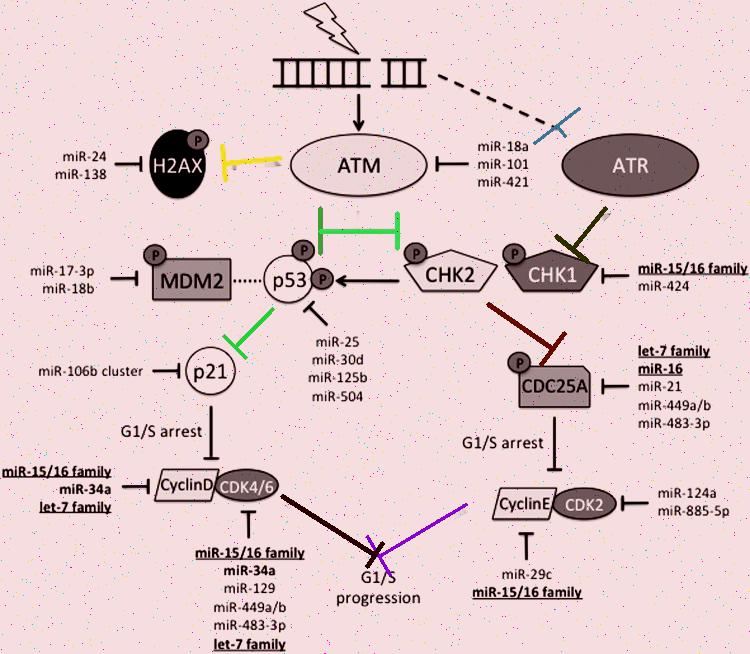 P
miR-24
miR-138
H2AX
ATM
miR-18a
miR-101
miR-421
ATR
P
P
P
P
miR-17-3p
miR-18b
MDM2
p53
P
CHK2
CHK1
miR-15/16 family
miR-424
miR-25
miR-30d
miR-125b
miR-504
miR-106b cluster
p21
P
CDC25A
let-7 family
miR-16
miR-21
miR-449a/b
miR-483-3p
G1/S arrest
G1/S arrest
miR-15/16 family
miR-34a
let-7 family
CyclinD
CDK4/6
CyclinE
CDK2
miR-124a
miR-885-5p
miR-15/16 family
miR-34a
miR-129
miR-449a/b
miR-483-3p
let-7 family
G1/S
progression
miR-29c
miR-15/16 family